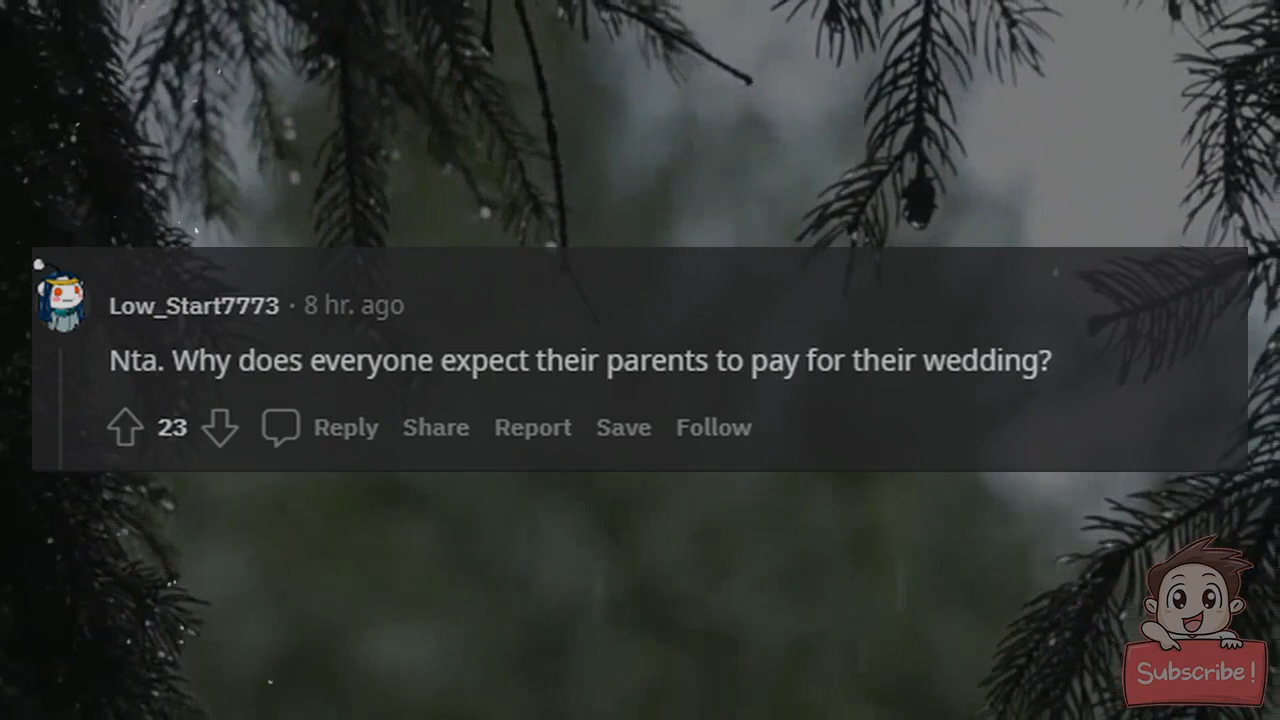 Low_Start7773 · 8 hr. ago
Nta. Why does everyone expect their parents to pay for their wedding?
23 Reply Share Report Save Follow
Subscribe!